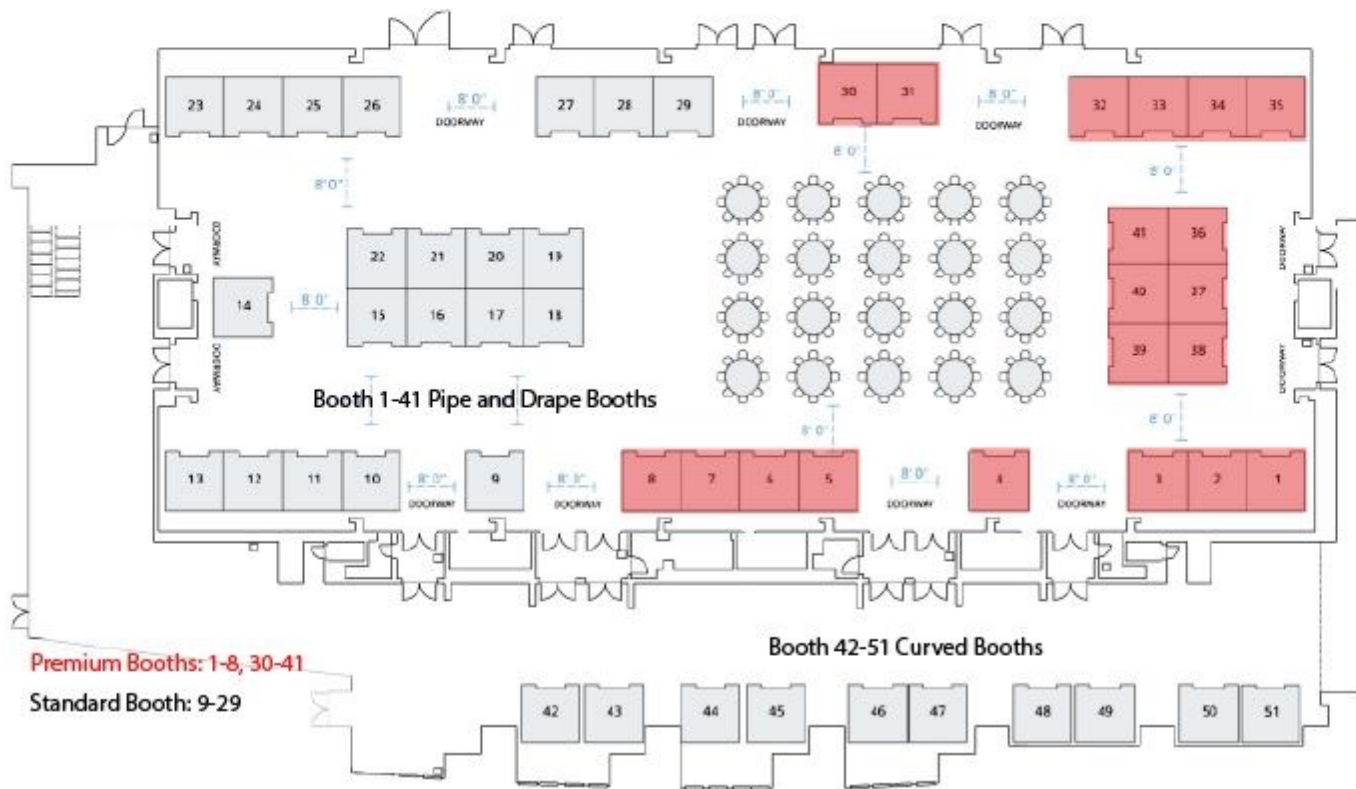 23 24 25 26 8' 0" 27 28 29 8' 0" 30 31 8' 0" 32 33 34 35
DOORWAY DOORWAY DOORWAY
8' 0" 8' 0" 8' 0"
DOORWAY DOORWAY
22 21 20 19 41 36
14 8' 0" 40 37
15 16 17 18 39 38
DOORWAY DOORWAY
Booth 1-41 Pipe and Drape Booths
8' 0" 8' 0"
13 12 11 10 8' 0" 9 8' 0" 8 7 6 5 8' 0" 4 8' 0" 3 2 1
DOORWAY DOORWAY DOORWAY DOORWAY
Booth 42-51 Curved Booths
Premium Booths: 1-8, 30-41
Standard Booth: 9-29
42 43 44 45 46 47 48 49 50 51